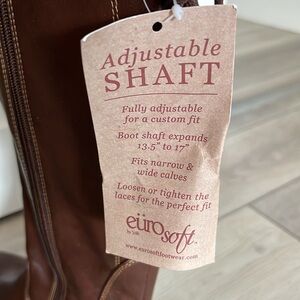 Adjustable
SHAFT
Fully adjustable
for a custom fit
Boot shaft expands
13.5" to 17"
Fits narrow &
wide calves
Loosen or tighten the
laces for the perfect fit
eürosoft™
www.eurosoftfootwear.com